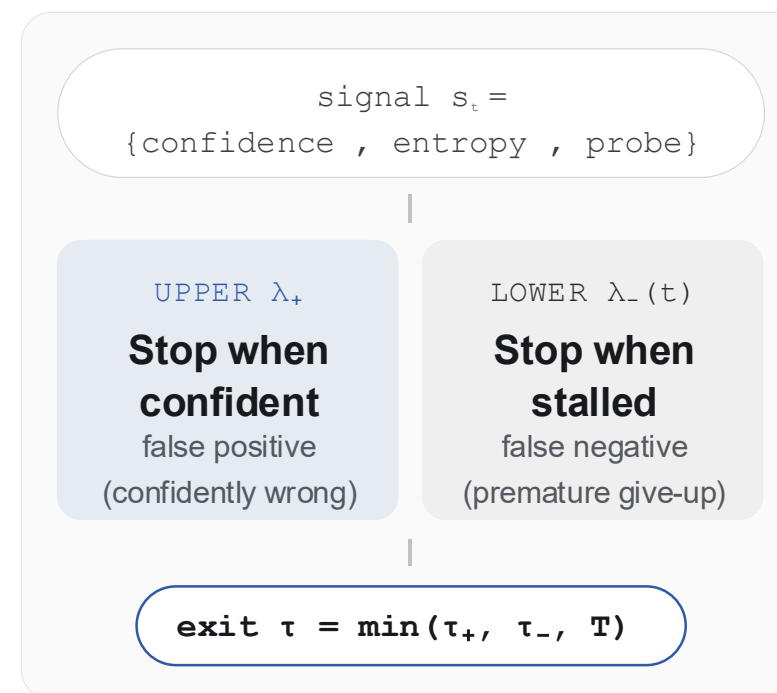 signal sₜ =
{confidence , entropy , probe}
UPPER λ₊
Stop when
confident
false positive
(confidently wrong)
LOWER λ₋(t)
Stop when
stalled
false negative
(premature give-up)
exit τ = min(τ₊, τ₋, T)